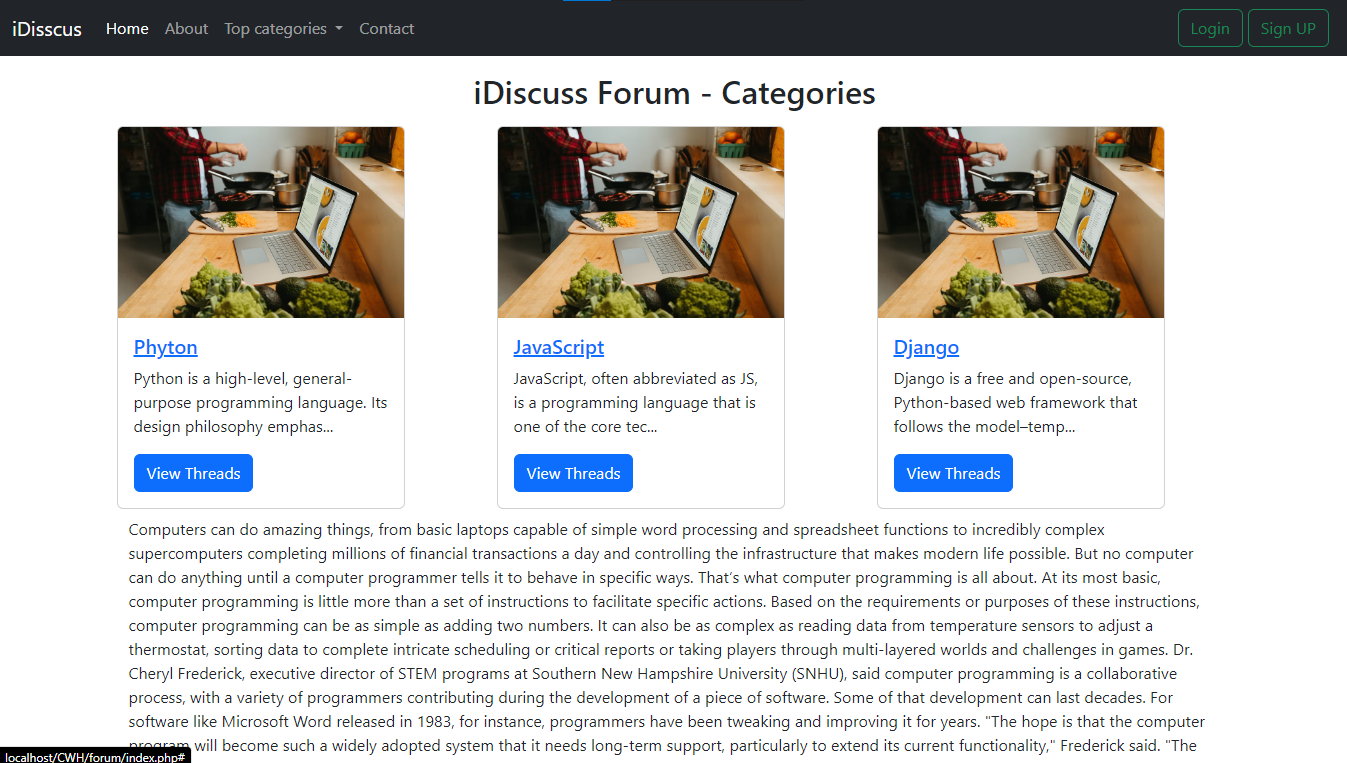 iDisscus Home About Top categories Contact Login Sign UP
iDiscuss Forum - Categories
Phyton
Python is a high-level, general-
purpose programming language. Its
design philosophy emphas...
View Threads
JavaScript
JavaScript, often abbreviated as JS,
is a programming language that is
one of the core tec...
View Threads
Django
Django is a free and open-source,
Python-based web framework that
follows the model–temp...
View Threads
Computers can do amazing things, from basic laptops capable of simple word processing and spreadsheet functions to incredibly complex
supercomputers completing millions of financial transactions a day and controlling the infrastructure that makes modern life possible. But no computer
can do anything until a computer programmer tells it to behave in specific ways. That’s what computer programming is all about. At its most basic,
computer programming is little more than a set of instructions to facilitate specific actions. Based on the requirements or purposes of these instructions,
computer programming can be as simple as adding two numbers. It can also be as complex as reading data from temperature sensors to adjust a
thermostat, sorting data to complete intricate scheduling or critical reports or taking players through multi-layered worlds and challenges in games. Dr.
Cheryl Frederick, executive director of STEM programs at Southern New Hampshire University (SNHU), said computer programming is a collaborative
process, with a variety of programmers contributing during the development of a piece of software. Some of that development can last decades. For
software like Microsoft Word released in 1983, for instance, programmers have been tweaking and improving it for years. "The hope is that the computer
program will become such a widely adopted system that it needs long-term support, particularly to extend its current functionality," Frederick said. "The
localhost/CWH/forum/index.php#